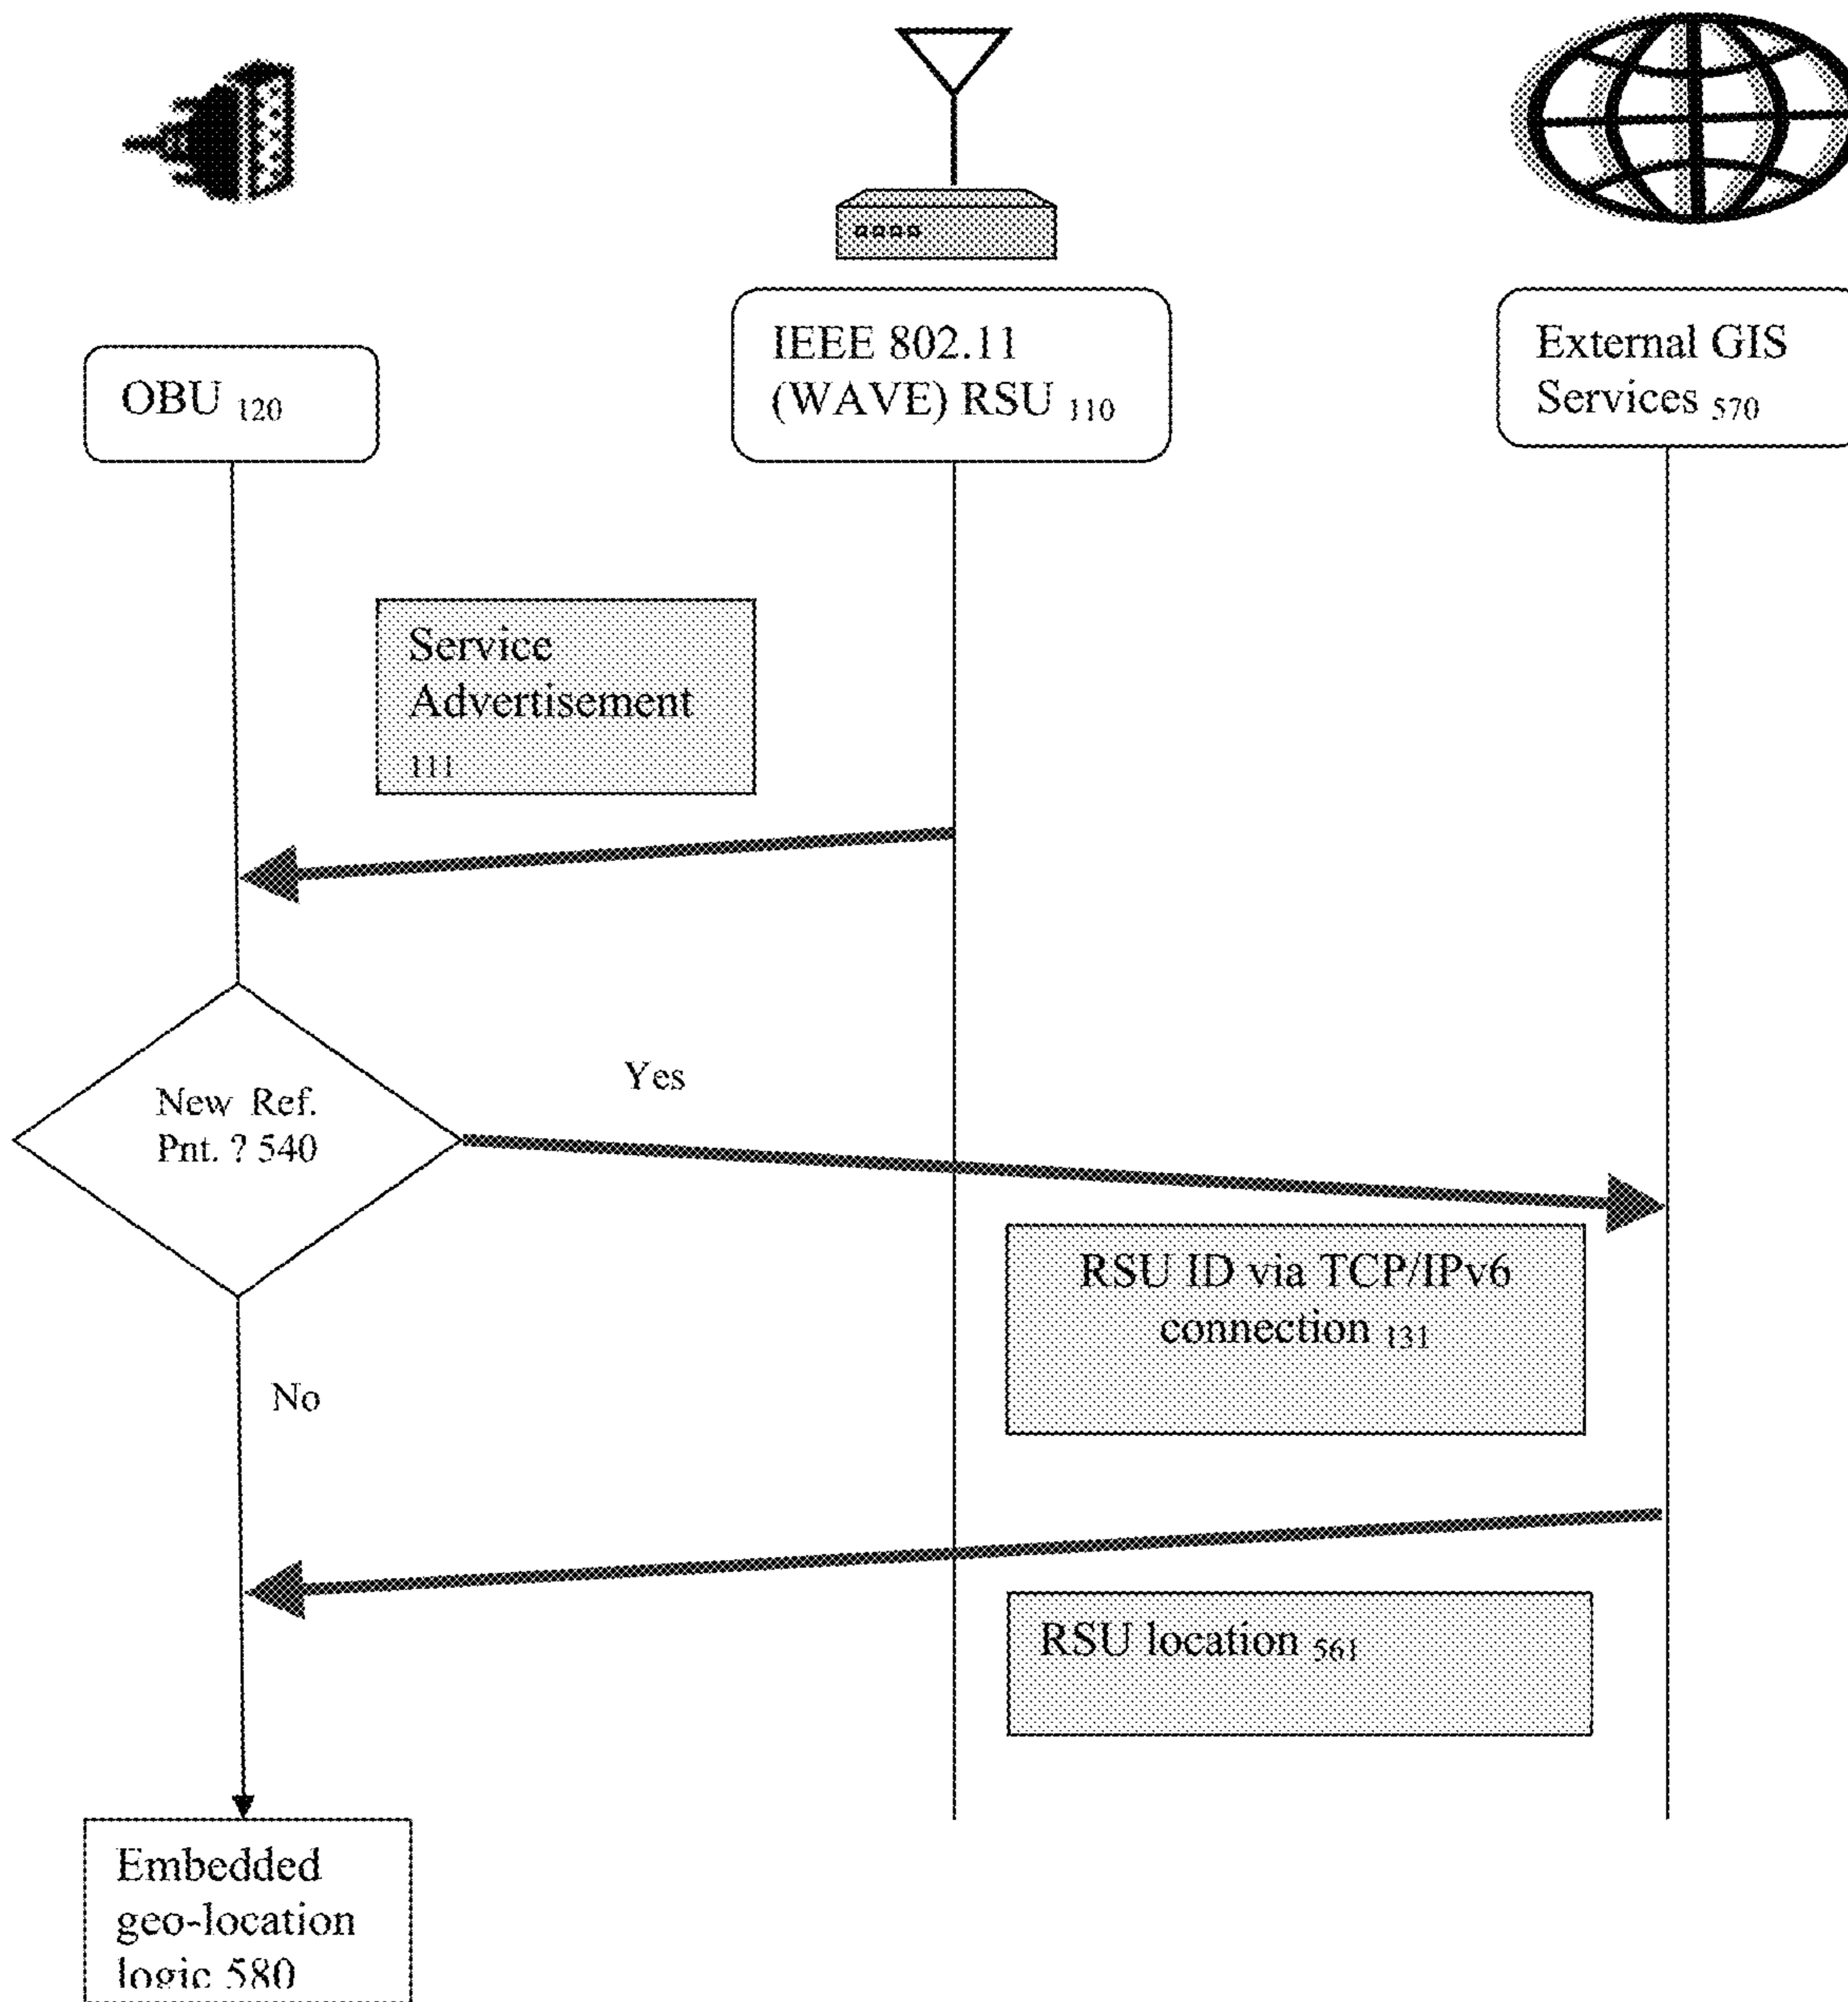 OBU 120
IEEE 802.11
(WAVE) RSU 110
External GIS
Services 570
Service
Advertisement
111
Yes
New Ref.
Pnt. ? 540
RSU ID via TCP/IPv6
connection 131
No
RSU location 561
Embedded
geo-location
logic 580